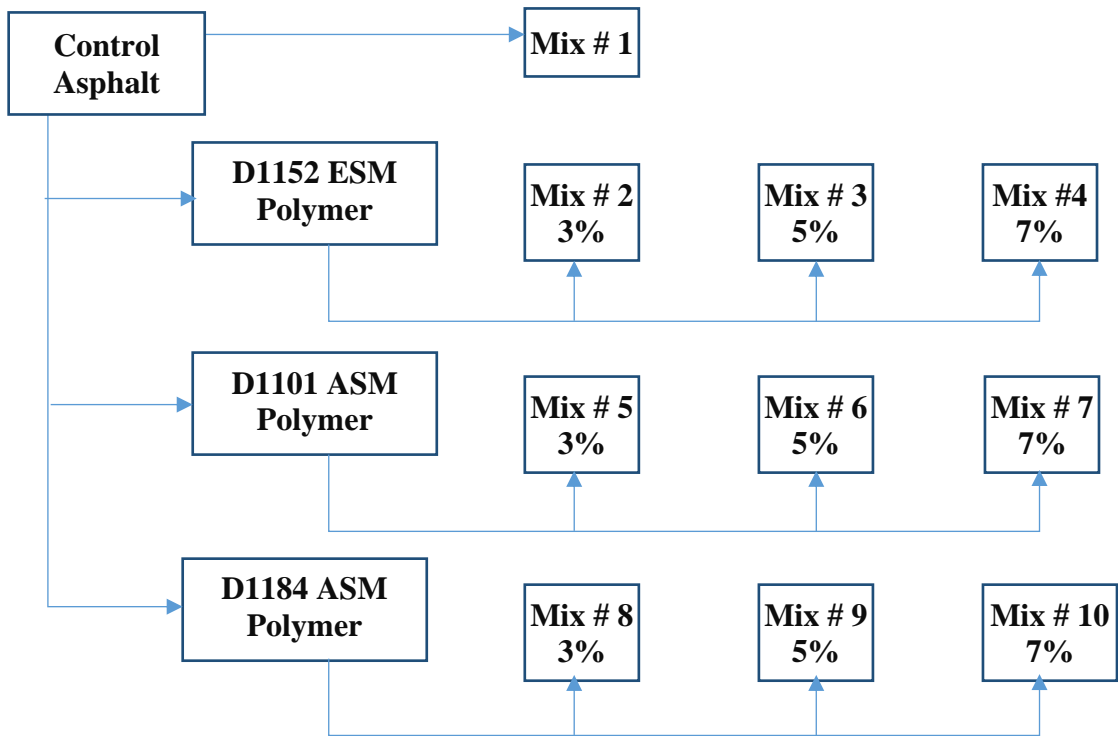 Control
Asphalt
Mix # 1
D1152 ESM
Polymer
Mix # 2
3%
Mix # 3
5%
Mix #4
7%
D1101 ASM
Polymer
Mix # 5
3%
Mix # 6
5%
Mix # 7
7%
D1184 ASM
Polymer
Mix # 8
3%
Mix # 9
5%
Mix # 10
7%